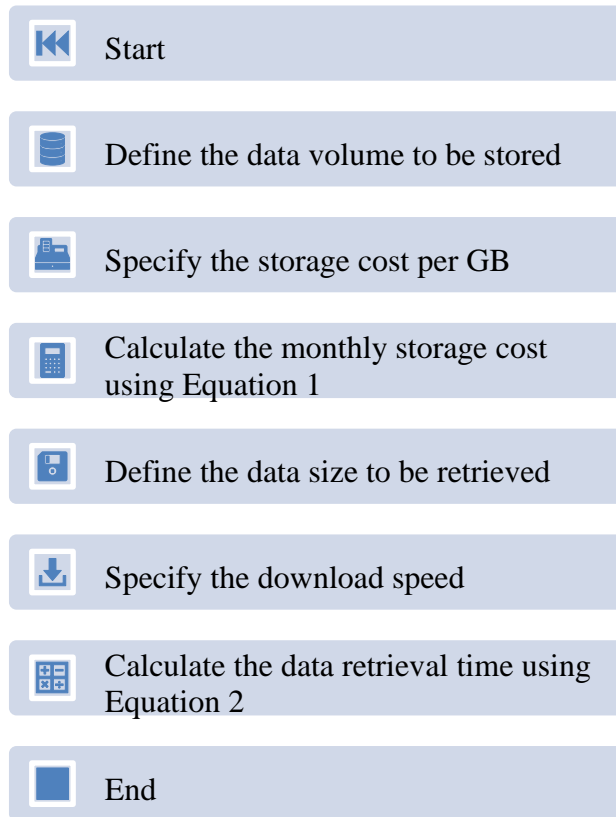 Start
Define the data volume to be stored
Specify the storage cost per GB
Calculate the monthly storage cost
using Equation 1
Define the data size to be retrieved
Specify the download speed
Calculate the data retrieval time using
Equation 2
End